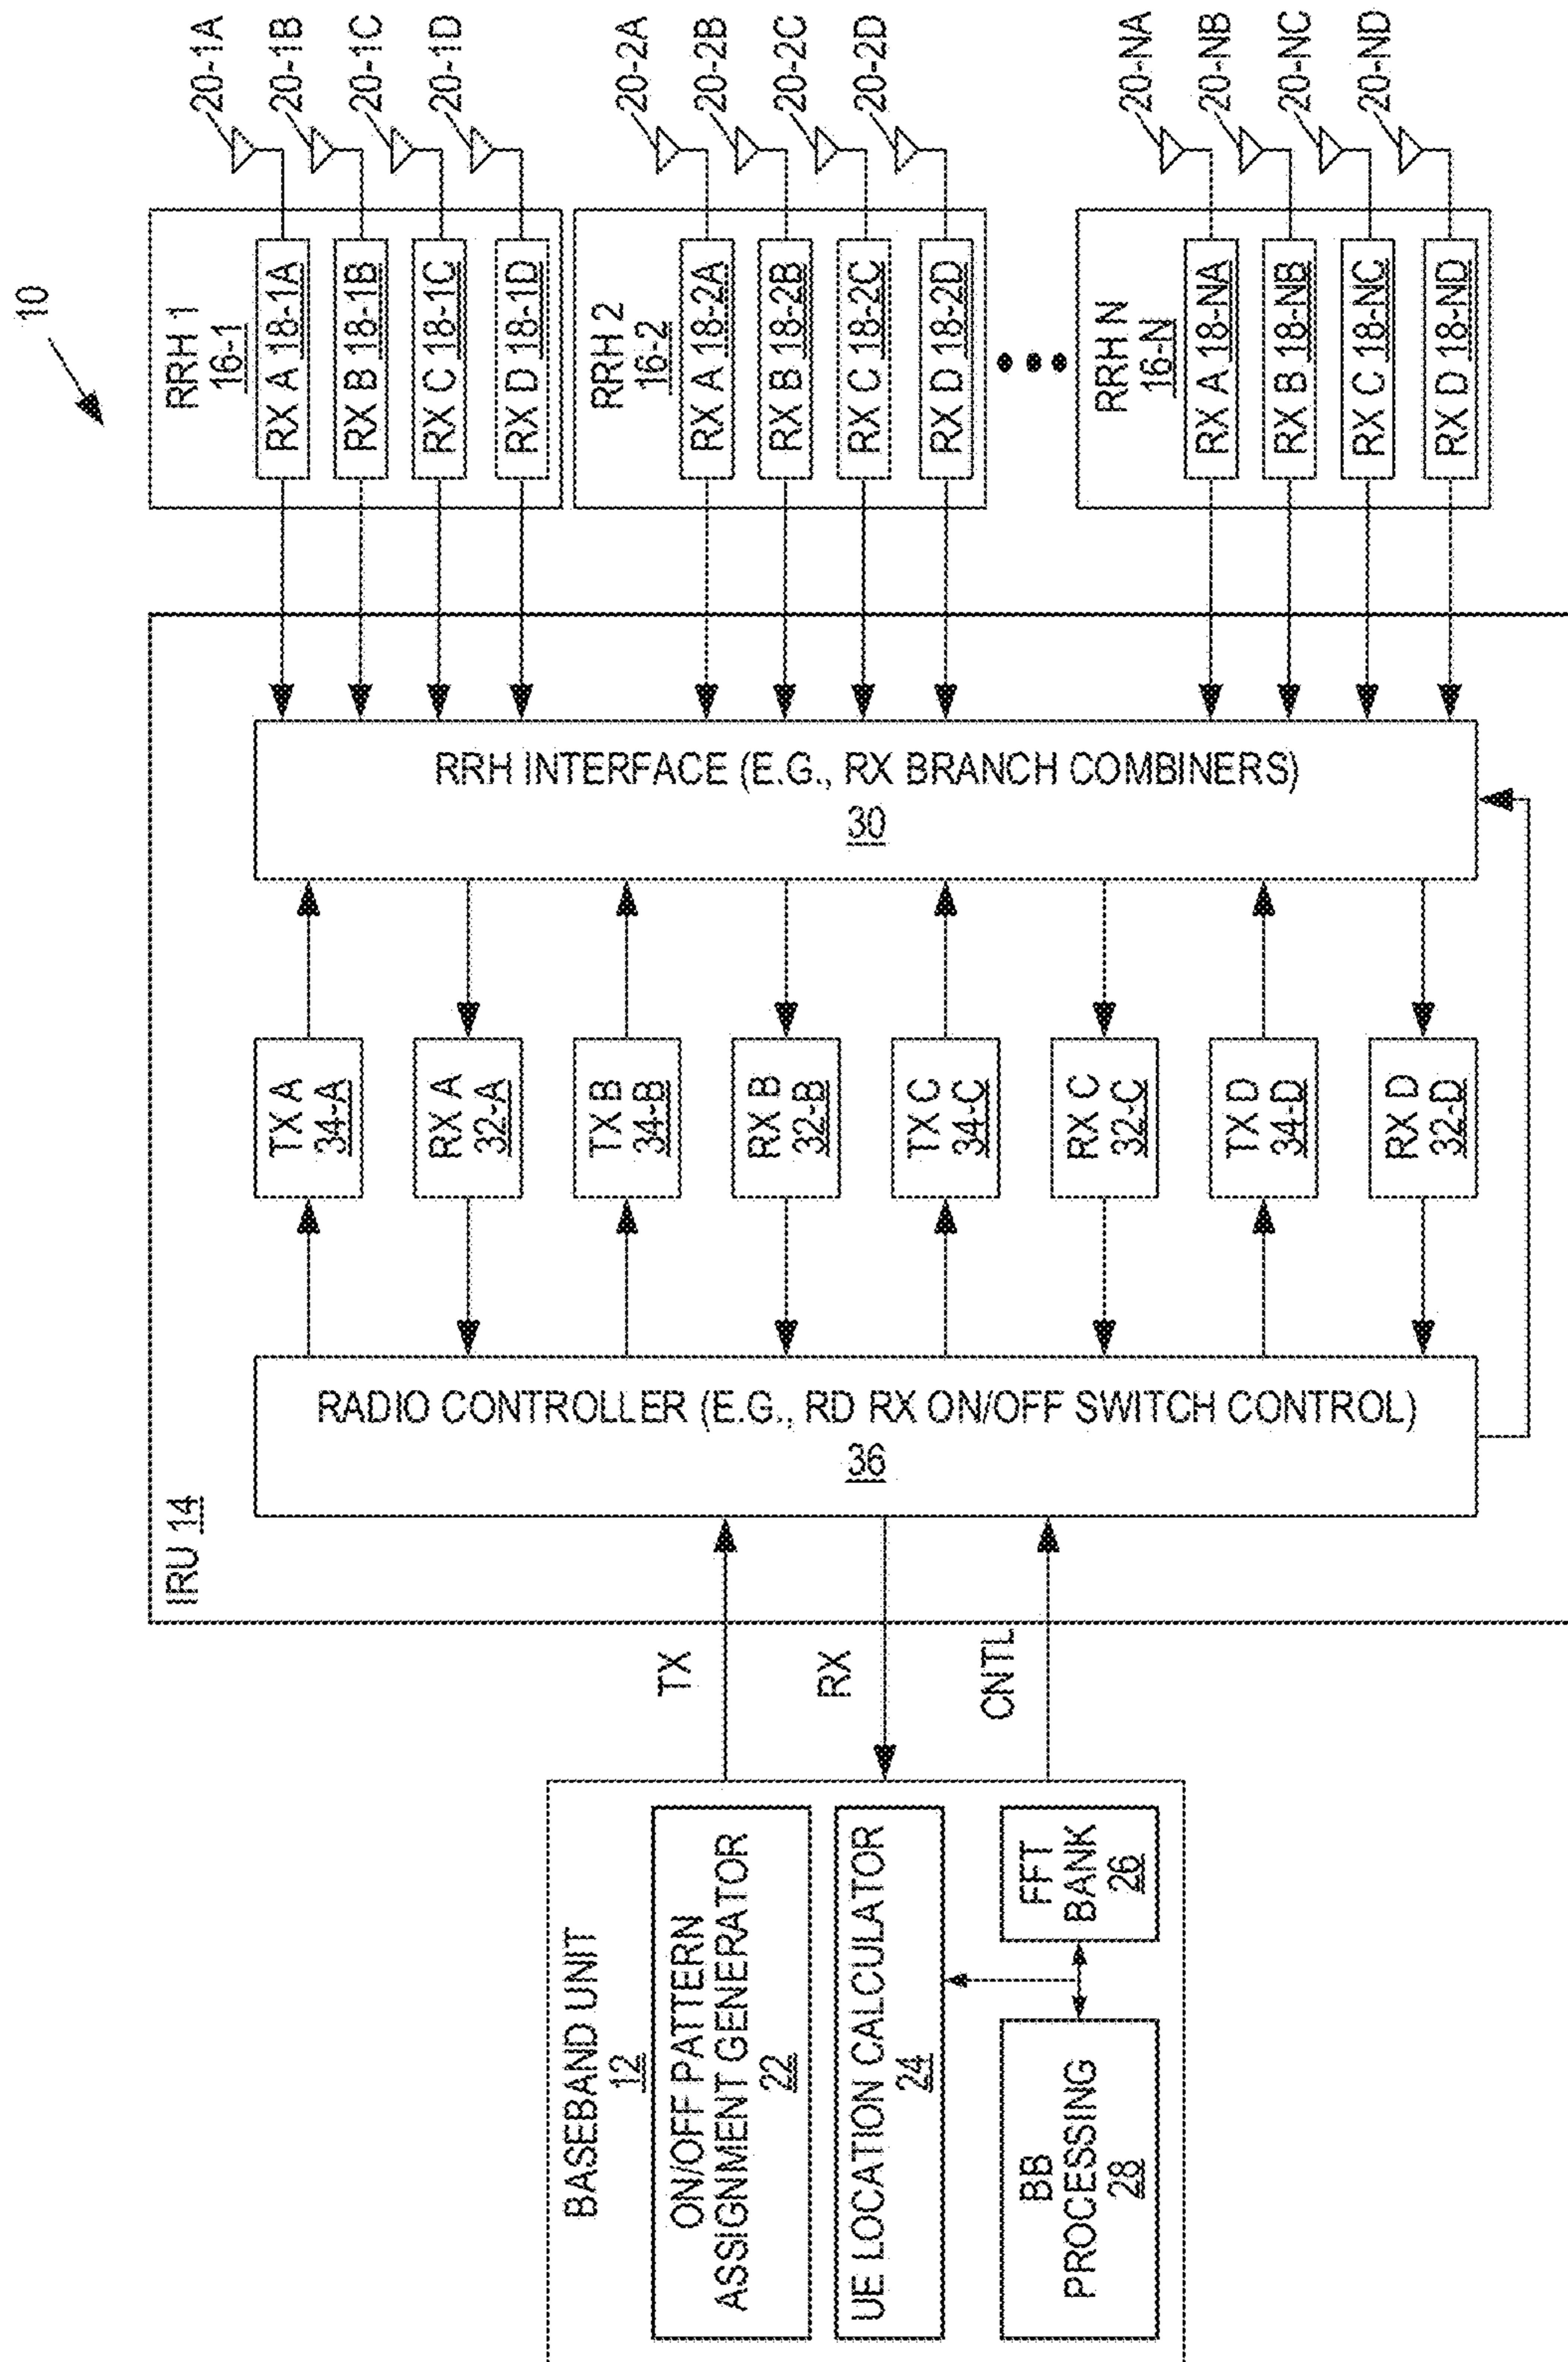 10
BASEBAND UNIT
12
ON/OFF PATTERN
ASSIGNMENT GENERATOR
22
UE LOCATION CALCULATOR
24
BB
PROCESSING
28
FFT
BANK
26
TX
RX
CNTL
IRU 14
RADIO CONTROLLER (E.G., RD RX ON/OFF SWITCH CONTROL)
36
TX A
34-A
RX A
32-A
TX B
34-B
RX B
32-B
TX C
34-C
RX C
32-C
TX D
34-D
RX D
32-D
RRH INTERFACE (E.G., RX BRANCH COMBINERS)
30
RRH 1
16-1
RX A 18-1A
RX B 18-1B
RX C 18-1C
RX D 18-1D
20-1A
20-1B
20-1C
20-1D
RRH 2
16-2
RX A 18-2A
RX B 18-2B
RX C 18-2C
RX D 18-2D
20-2A
20-2B
20-2C
20-2D
RRH N
16-N
RX A 18-NA
RX B 18-NB
RX C 18-NC
RX D 18-ND
20-NA
20-NB
20-NC
20-ND